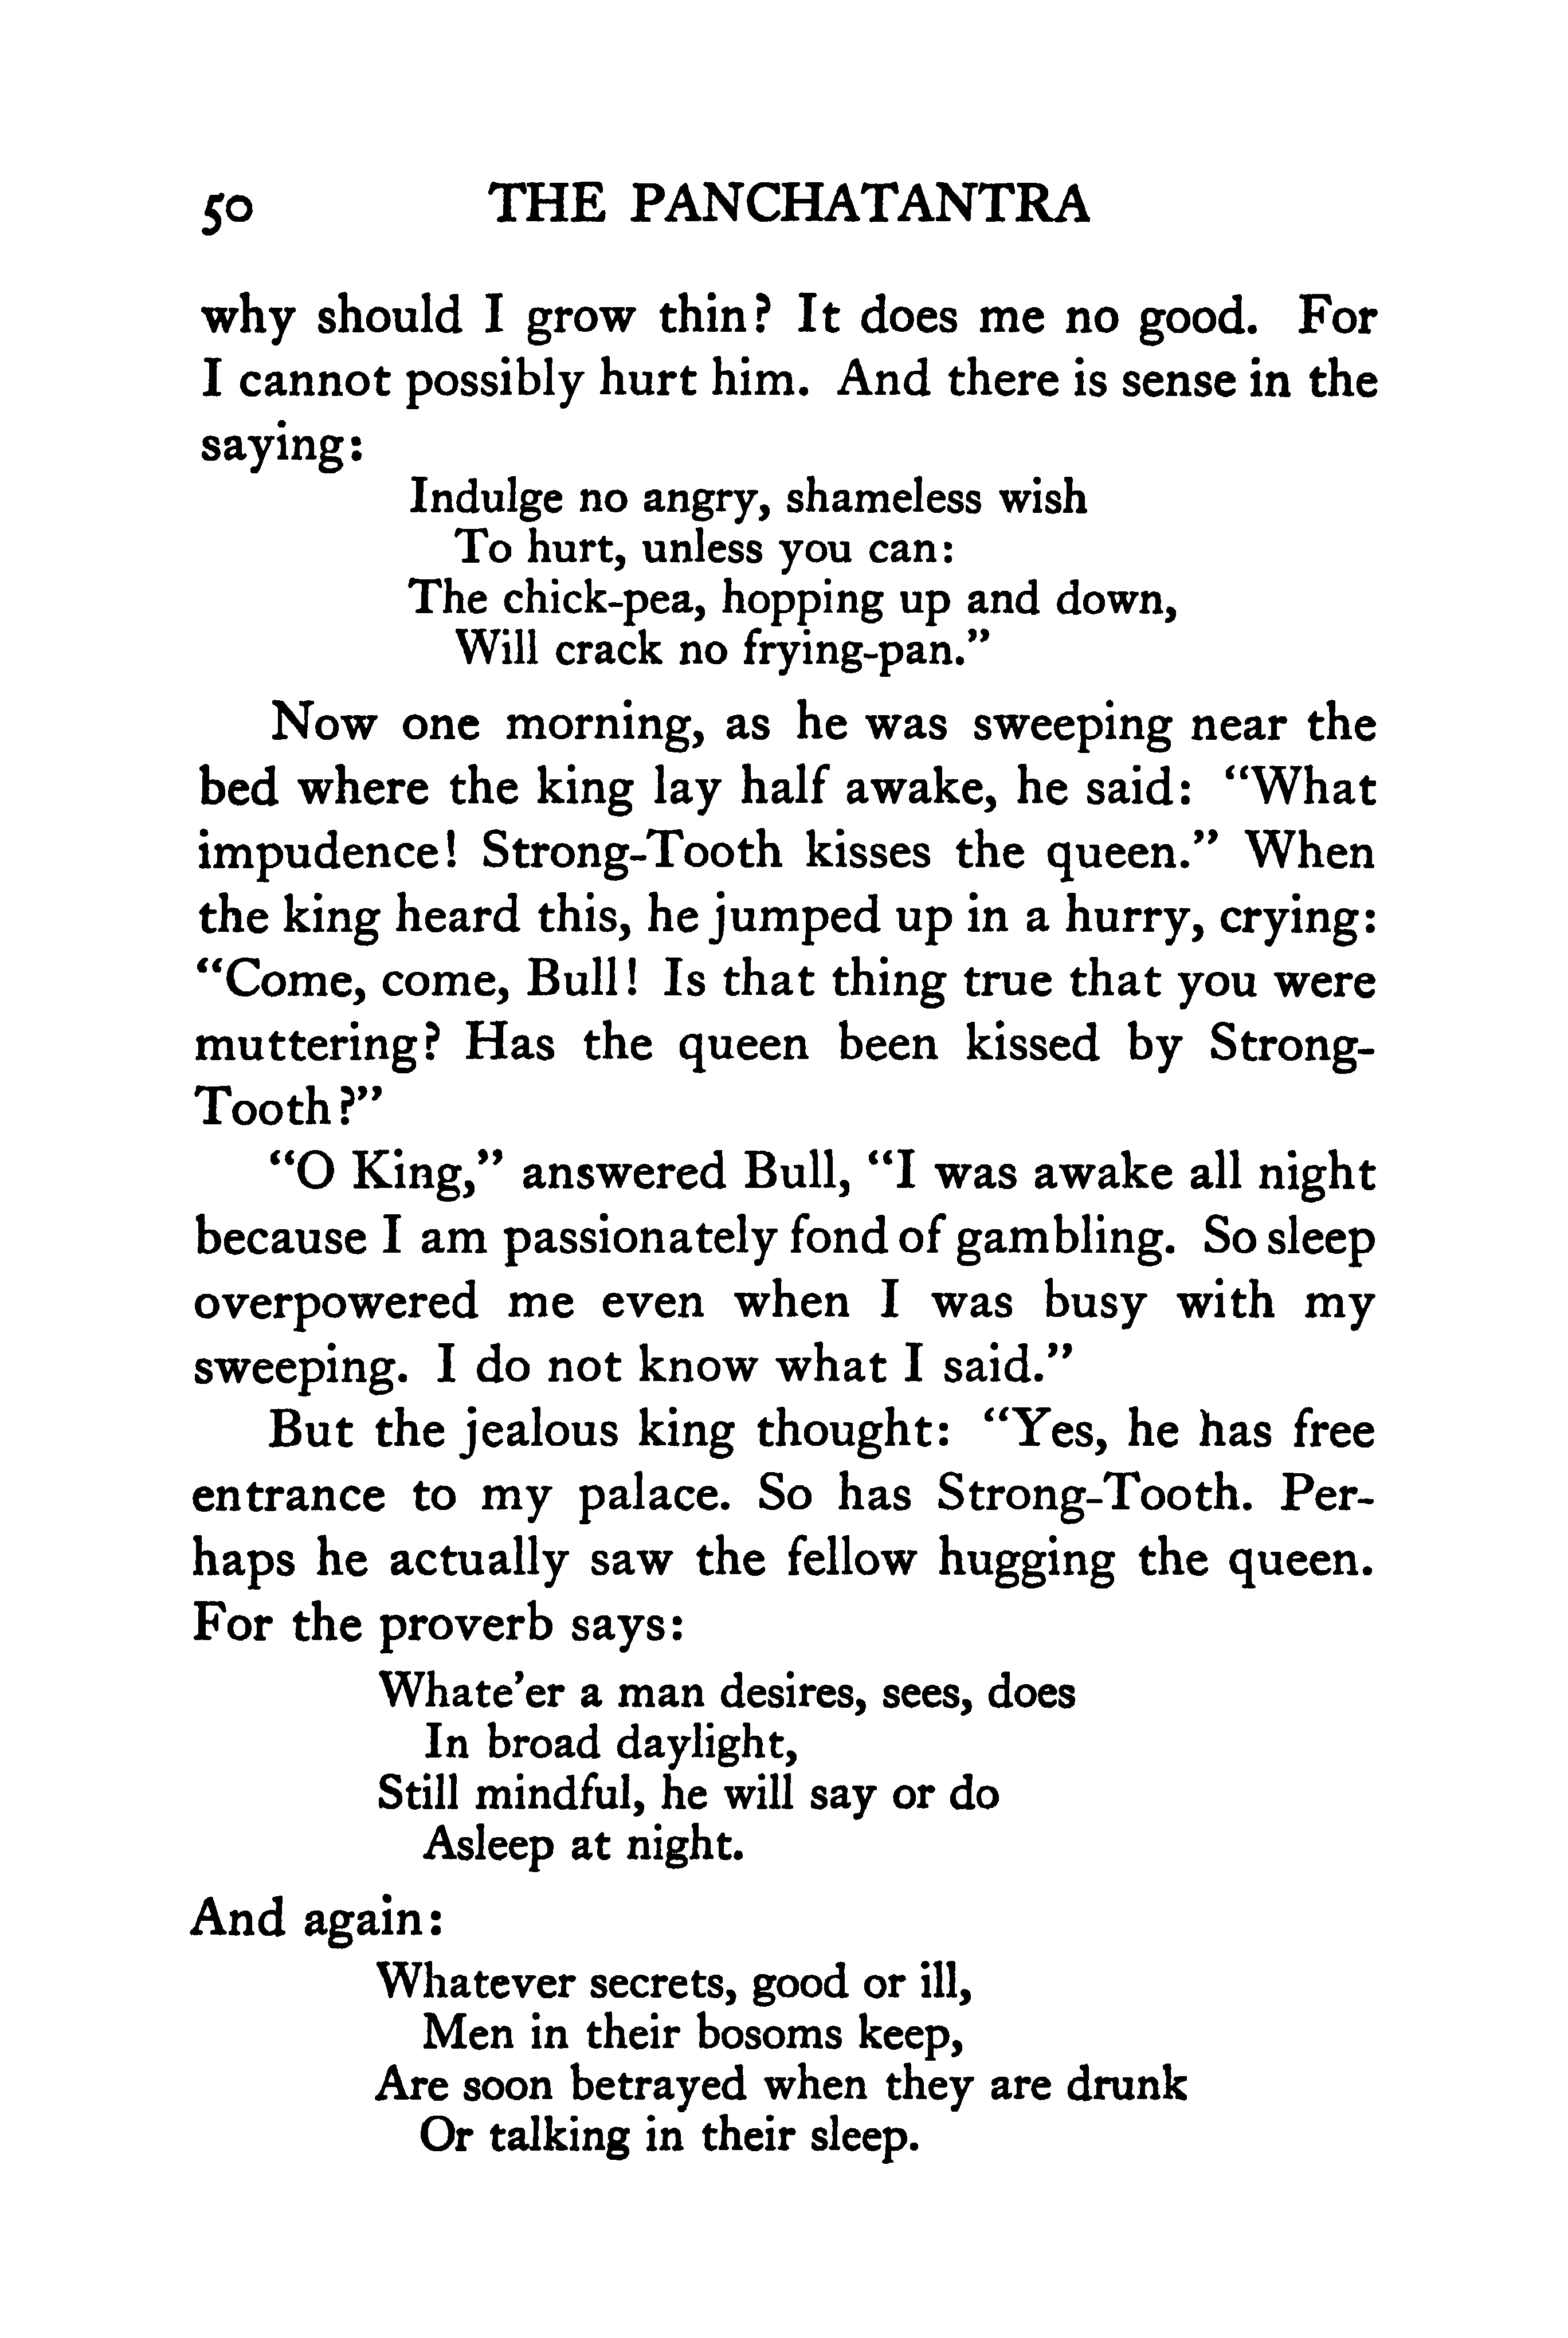 50 THE PANCHATANTRA
why should I grow thin? It does me no good. For
I cannot possibly hurt him. And there is sense in the
saying:
Indulge no angry, shameless wish
To hurt, unless you can:
The chick-pea, hopping up and down,
Will crack no frying-pan.”
Now one morning, as he was sweeping near the
bed where the king lay half awake, he said: “What
impudence! Strong-Tooth kisses the queen.” When
the king heard this, he jumped up in a hurry, crying:
“Come, come, Bull! Is that thing true that you were
muttering? Has the queen been kissed by Strong-
Tooth?”
“O King,” answered Bull, “I was awake all night
because I am passionately fond of gambling. So sleep
overpowered me even when I was busy with my
sweeping. I do not know what I said.”
But the jealous king thought: “Yes, he has free
entrance to my palace. So has Strong-Tooth. Per-
haps he actually saw the fellow hugging the queen.
For the proverb says:
Whate’er a man desires, sees, does
In broad daylight,
Still mindful, he will say or do
Asleep at night.
And again:
Whatever secrets, good or ill,
Men in their bosoms keep,
Are soon betrayed when they are drunk
Or talking in their sleep.